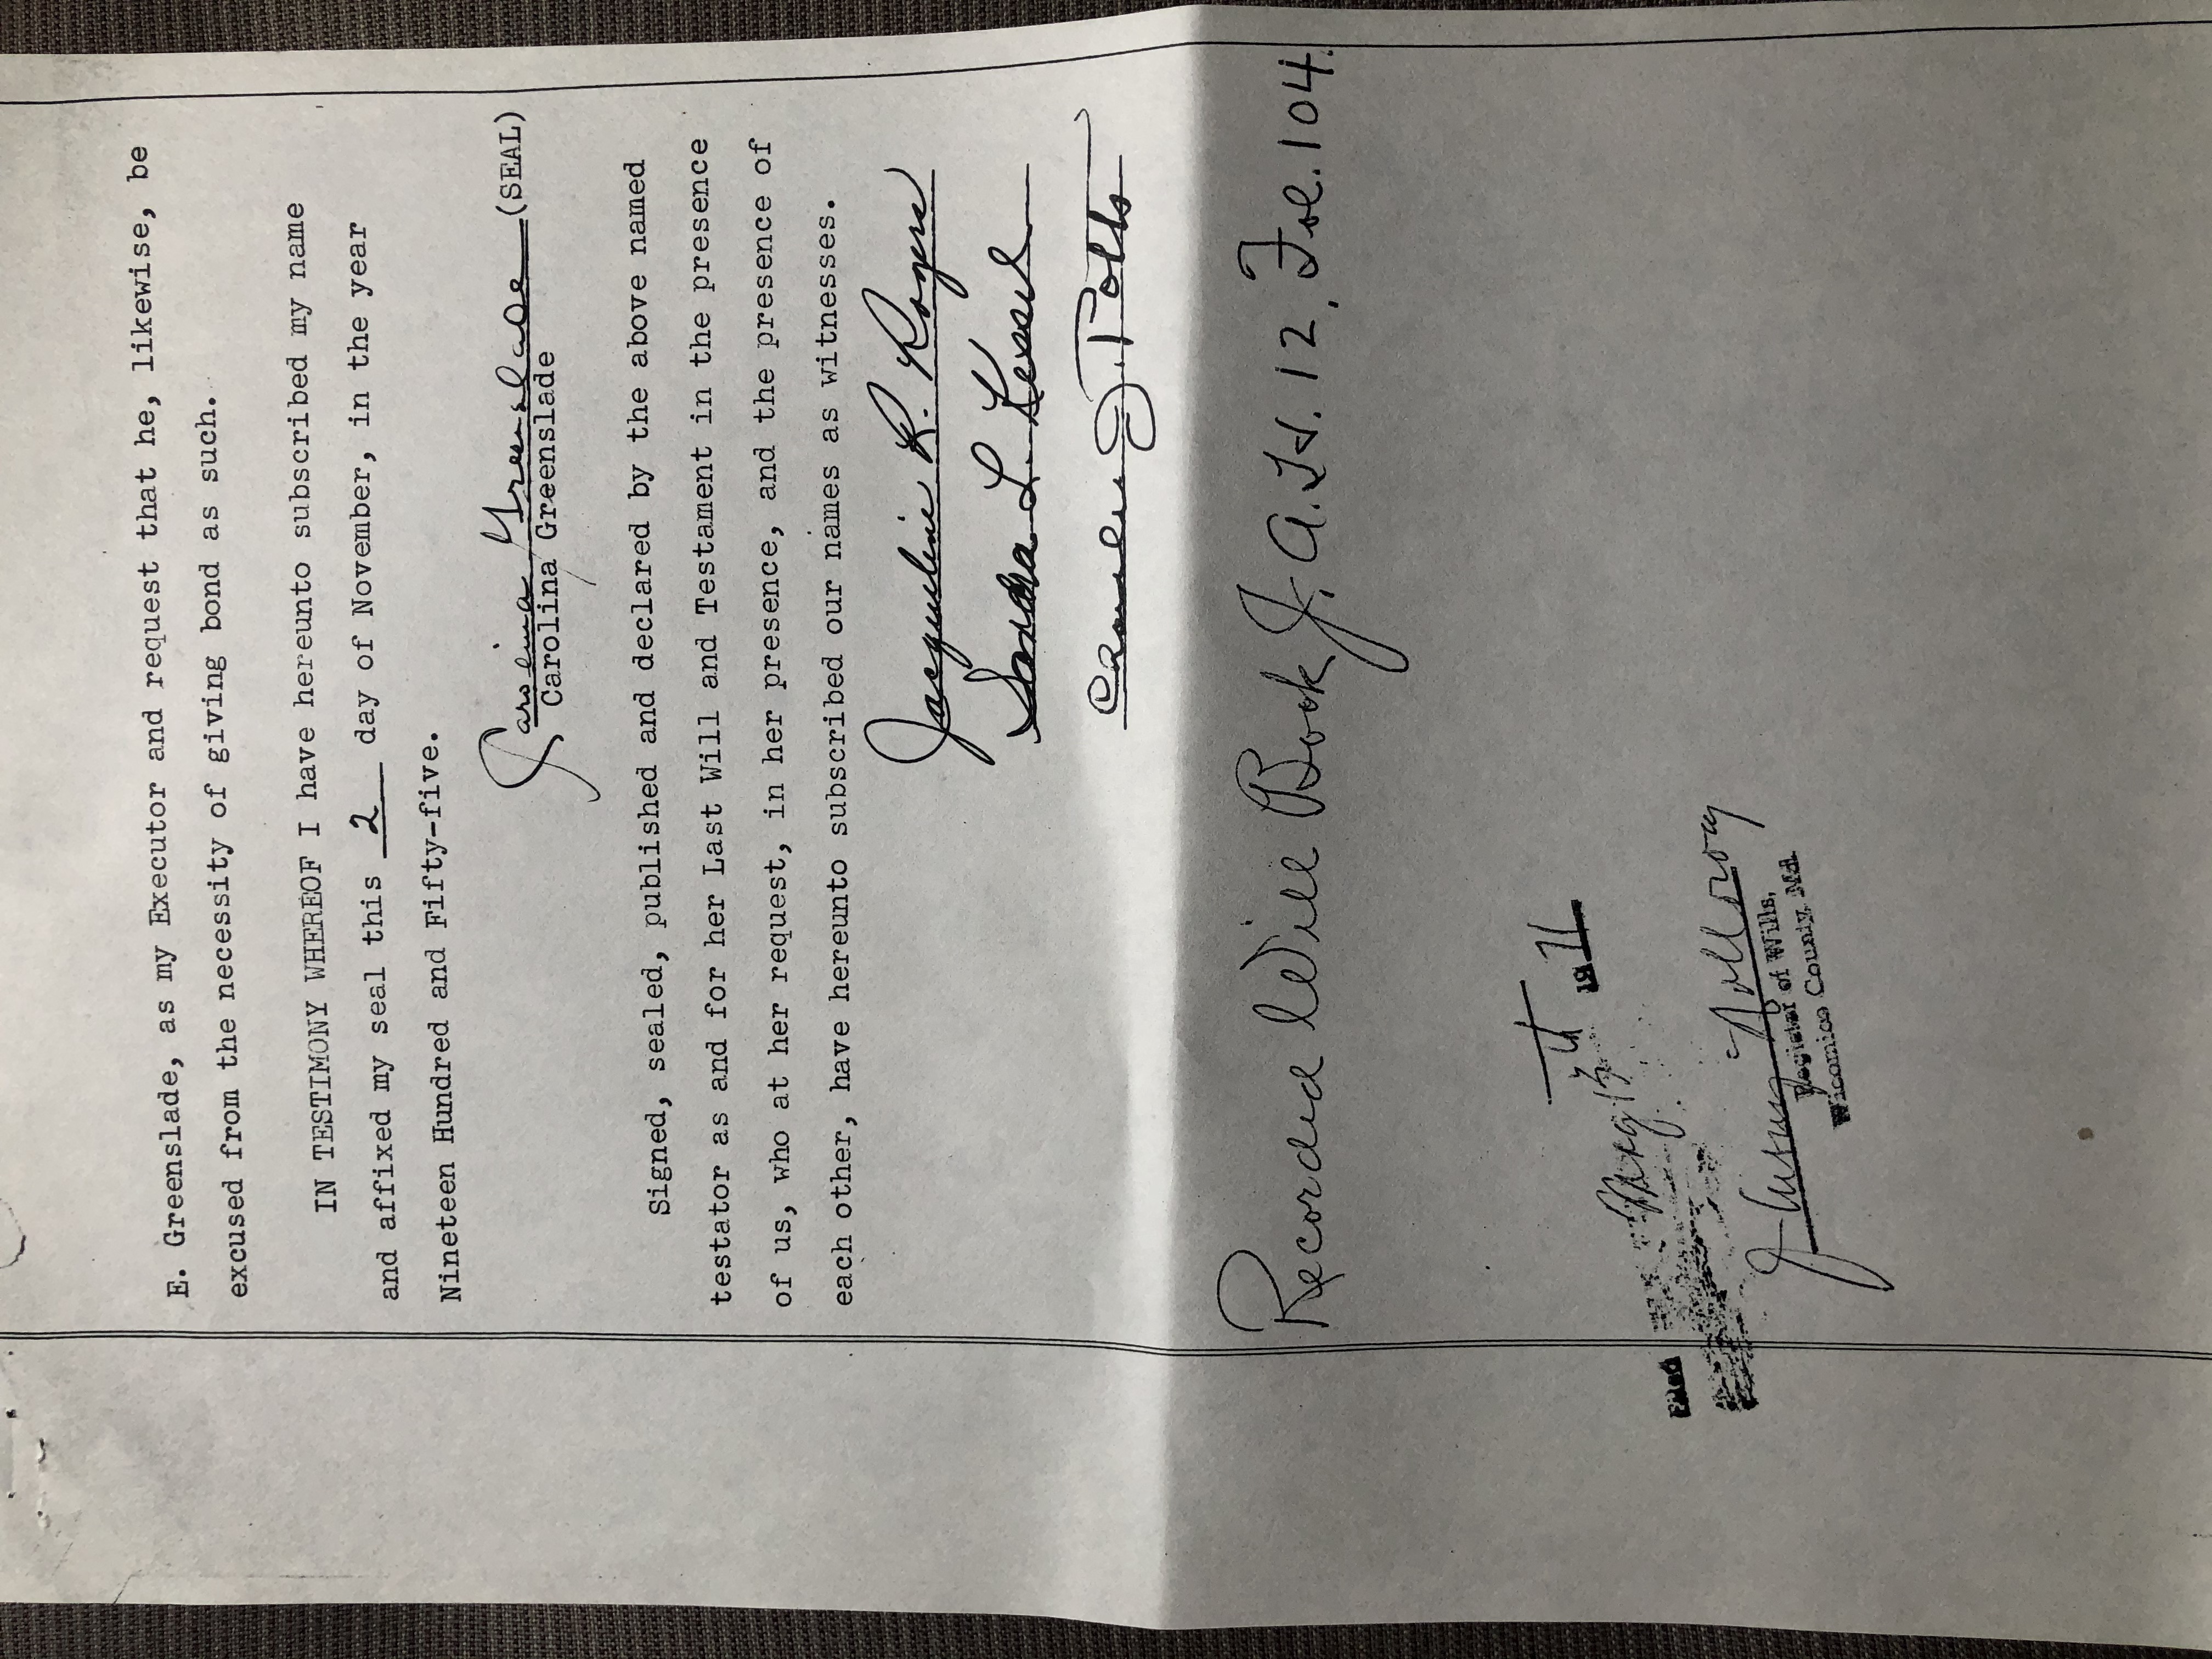 E. Greenslade, as my Executor and request that he, likewise, be
excused from the necessity of giving bond as such.
IN TESTIMONY WHEREOF I have hereunto subscribed my name
and affixed my seal this 2 day of November, in the year
Nineteen Hundred and Fifty-five.
Carolina Greenslade (SEAL)
Carolina Greenslade
Signed, sealed, published and declared by the above named
testator as and for her Last Will and Testament in the presence
of us, who at her request, in her presence, and the presence of
each other, have hereunto subscribed our names as witnesses.
Jacqueline R. Rogers
Sandra L. Kessel
J. Potts
Recorded Will Book J. A. H. 12, Fol. 104.
Filed 1971
J Holloway
Register of Wills,
Wicomico County, Md.